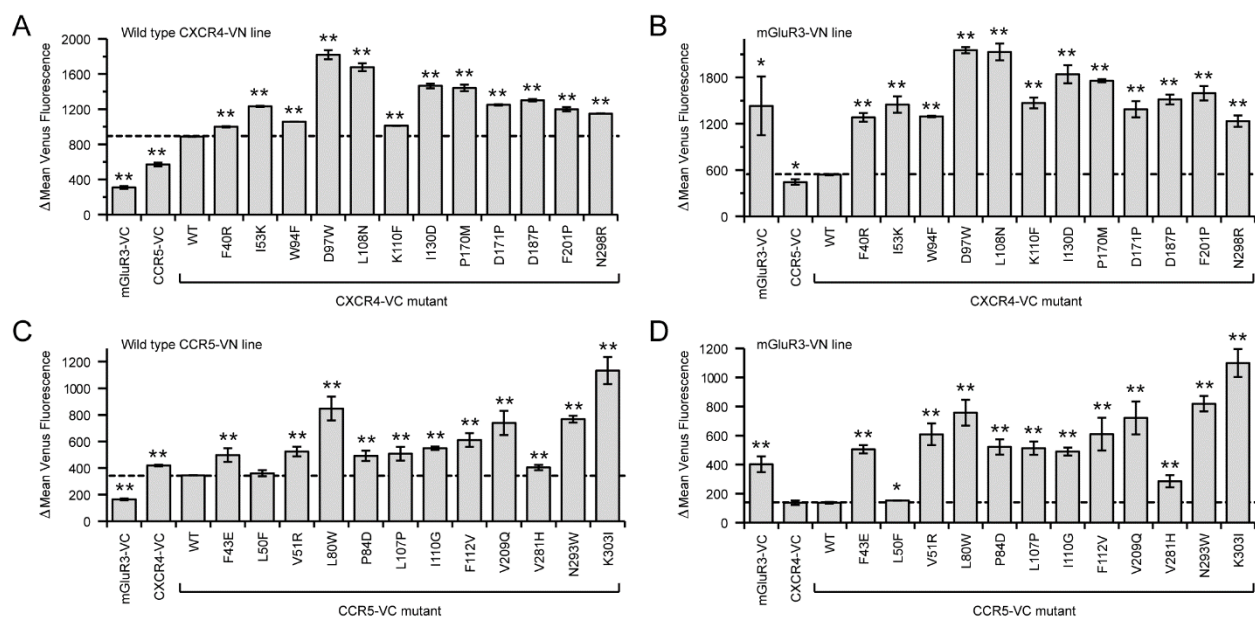 A
Wild type CXCR4-VN line
Δ Mean Venus Fluorescence
2000
1600
1200
800
400
0
** ** ** ** ** ** ** ** ** ** ** ** ** **
mGluR3-VC
CCR5-VC
WT
F40R
I53K
W94F
D97W
L108N
K110F
I130D
P170M
D171P
D187P
F201P
N298R
CXCR4-VC mutant
B
mGluR3-VN line
Δ Mean Venus Fluorescence
1800
1200
600
0
* * ** ** ** ** ** ** ** ** ** ** ** **
mGluR3-VC
CCR5-VC
WT
F40R
I53K
W94F
D97W
L108N
K110F
I130D
P170M
D171P
D187P
F201P
N298R
CXCR4-VC mutant
C
Wild type CCR5-VN line
Δ Mean Venus Fluorescence
1200
1000
800
600
400
200
0
** ** ** ** ** ** ** ** ** ** ** ** **
mGluR3-VC
CXCR4-VC
WT
F43E
L50F
V51R
L80W
P84D
L107P
I110G
F112V
V209Q
V281H
N293W
K303I
CCR5-VC mutant
D
mGluR3-VN line
Δ Mean Venus Fluorescence
1200
1000
800
600
400
200
0
** ** * ** ** ** ** ** ** ** ** ** **
mGluR3-VC
CXCR4-VC
WT
F43E
L50F
V51R
L80W
P84D
L107P
I110G
F112V
V209Q
V281H
N293W
K303I
CCR5-VC mutant